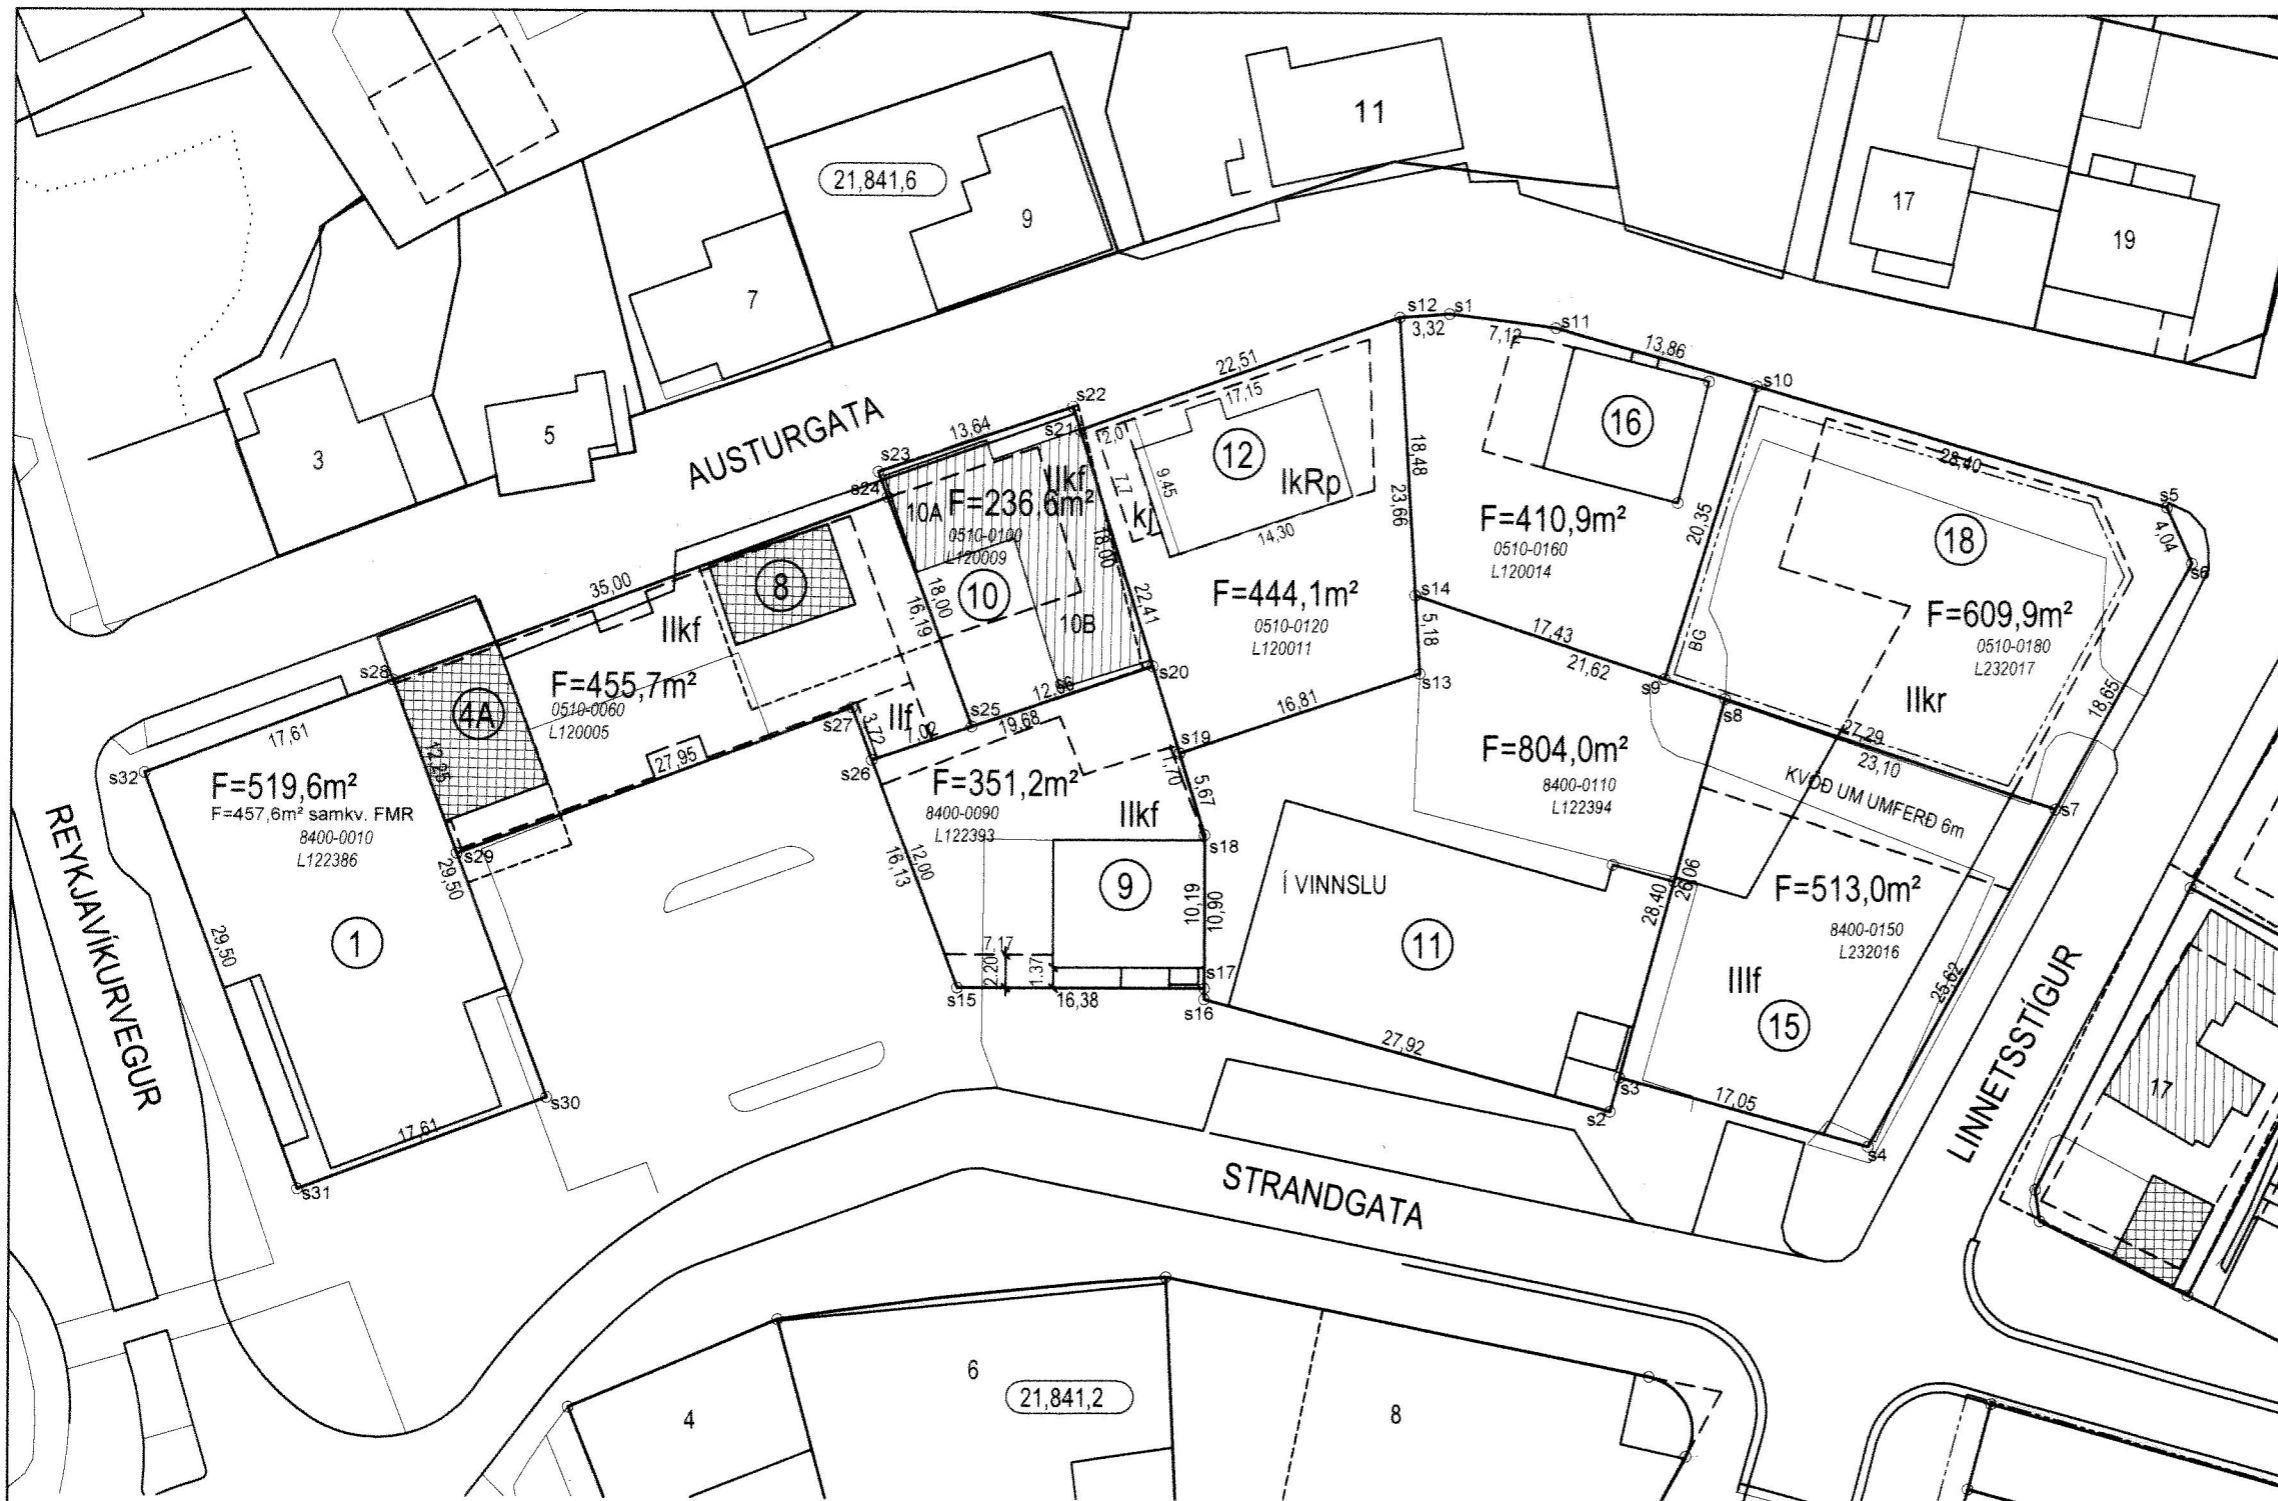 11
17
19
21,841,6
9
7
5
3
AUSTURGATA
s12
s1
3,32
s11
7,12
13,86
s10
22,51
17,15
s22
13,64
s21
2,01
s23
s24
10A
F=236,6m²
IIkf
0510-0100
L120009
7.7
9.45
kj
12
IkRp
14,30
18,48
23,66
16
F=410,9m²
0510-0160
L120014
20,35
28,40
s5
4,04
s6
18
F=609,9m²
0510-0180
L232017
IIkr
18,65
BG
35,00
8
IIkf
16,19
18,00
10
10B
18,00
22,41
F=444,1m²
0510-0120
L120011
s14
5,18
s13
17,43
21,62
s9
s8
27,29
23,10
KVÖÐ UM UMFERÐ 6m
s7
s28
4A
F=455,7m²
0510-0060
L120005
IIf
s27
3,72
7,02
s26
s25
12,66
19,68
s20
16,81
s19
1,70
5,67
s18
17,61
s32
F=519,6m²
F=457,6m² samkv. FMR
8400-0010
L122386
12,25
27,95
s29
29,50
29,50
1
REYKJAVÍKURVEGUR
F=351,2m²
8400-0090
L122393
IIkf
12,00
16,13
9
10,19
10,90
7,17
2.20
1.37
s17
s15
16,38
s16
F=804,0m²
8400-0110
L122394
Í VINNSLU
11
28,40
26,06
F=513,0m²
8400-0150
L232016
IIIf
15
25,62
27,92
s3
s2
17,05
s4
LINNETSSTÍGUR
17
s30
17,61
s31
STRANDGATA
6
21,841,2
4
8